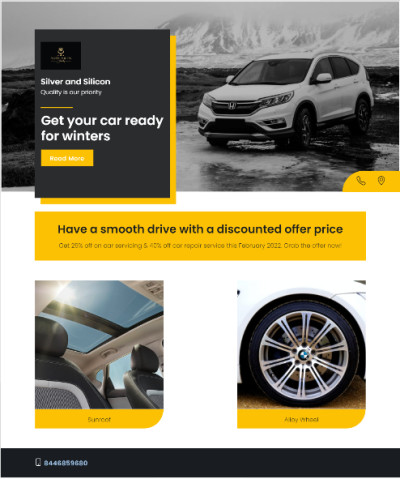 Silver and Silicon
Quality is our priority
Get your car ready
for winters
Read More
Have a smooth drive with a discounted offer price
Get 25% off on car servicing & 40% off car repair service this February 2022. Grab the offer now!
Sunroof
Alloy Wheel
8446859680